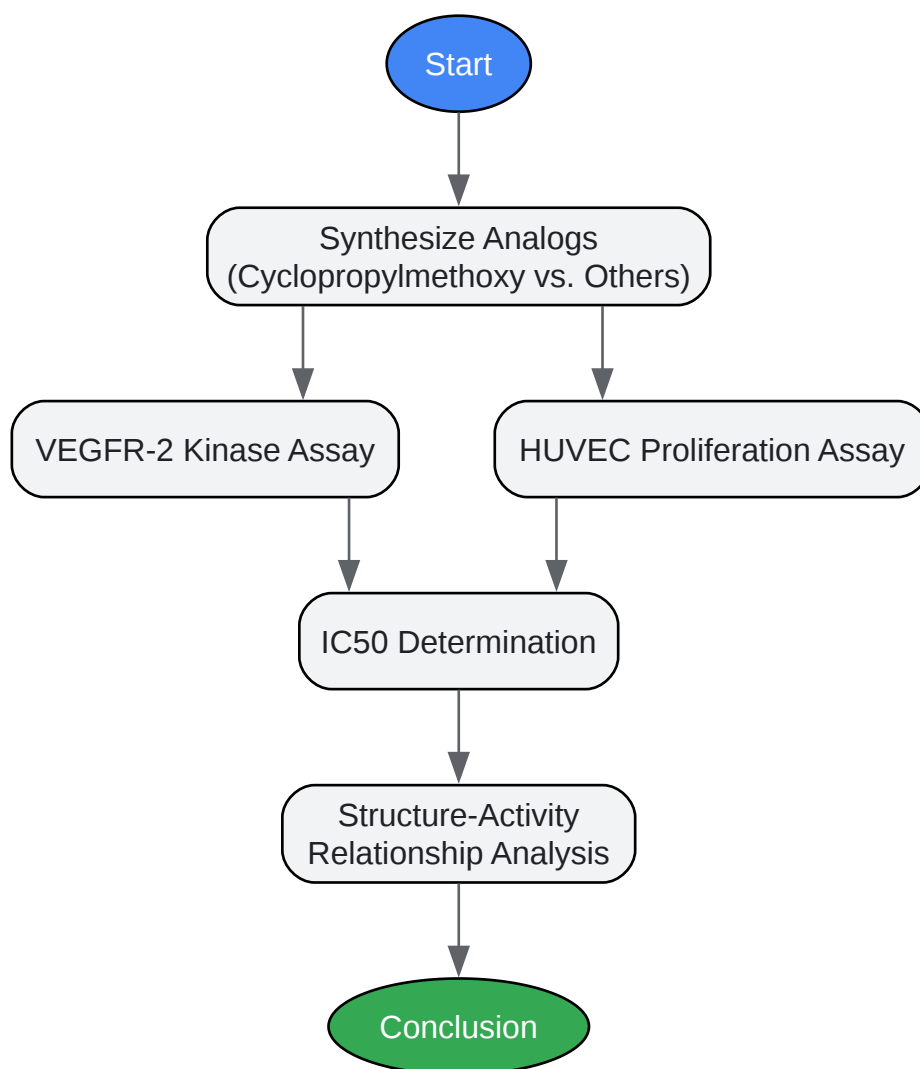 Start
Synthesize Analogs
(Cyclopropylmethoxy vs. Others)
VEGFR-2 Kinase Assay
HUVEC Proliferation Assay
IC50 Determination
Structure-Activity
Relationship Analysis
Conclusion